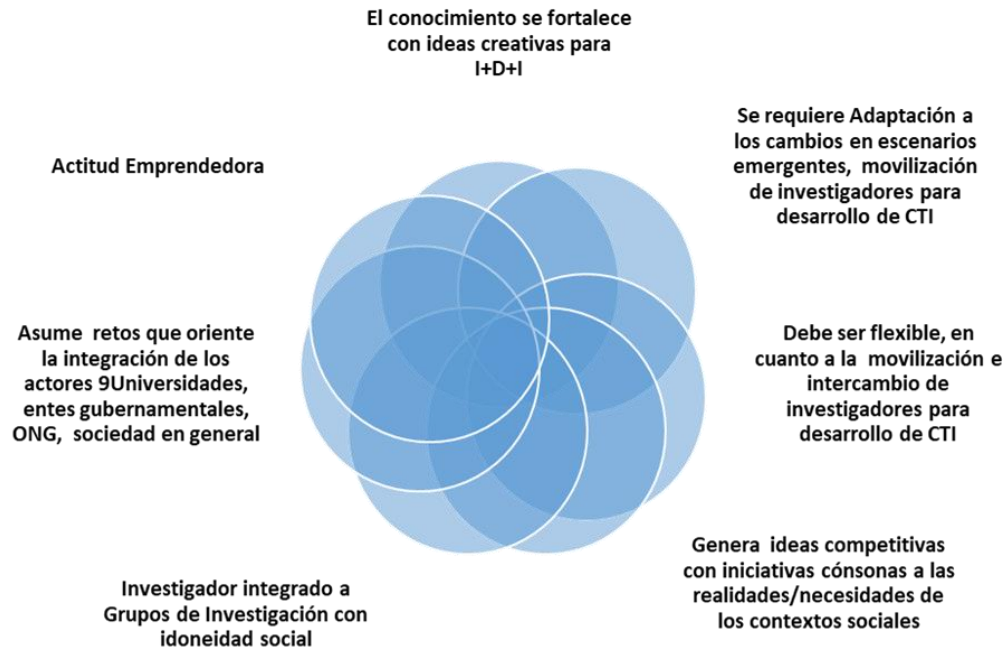 El conocimiento se fortalece
con ideas creativas para
I+D+I
Se requiere Adaptación a
los cambios en escenarios
emergentes, movilización
de investigadores para
desarrollo de CTI
Debe ser flexible, en
cuanto a la movilización e
intercambio de
investigadores para
desarrollo de CTI
Genera ideas competitivas
con iniciativas cónsonas a las
realidades/necesidades de
los contextos sociales
Investigador integrado a
Grupos de Investigación con
idoneidad social
Asume retos que oriente
la integración de los
actores 9Universidades,
entes gubernamentales,
ONG, sociedad en general
Actitud Emprendedora